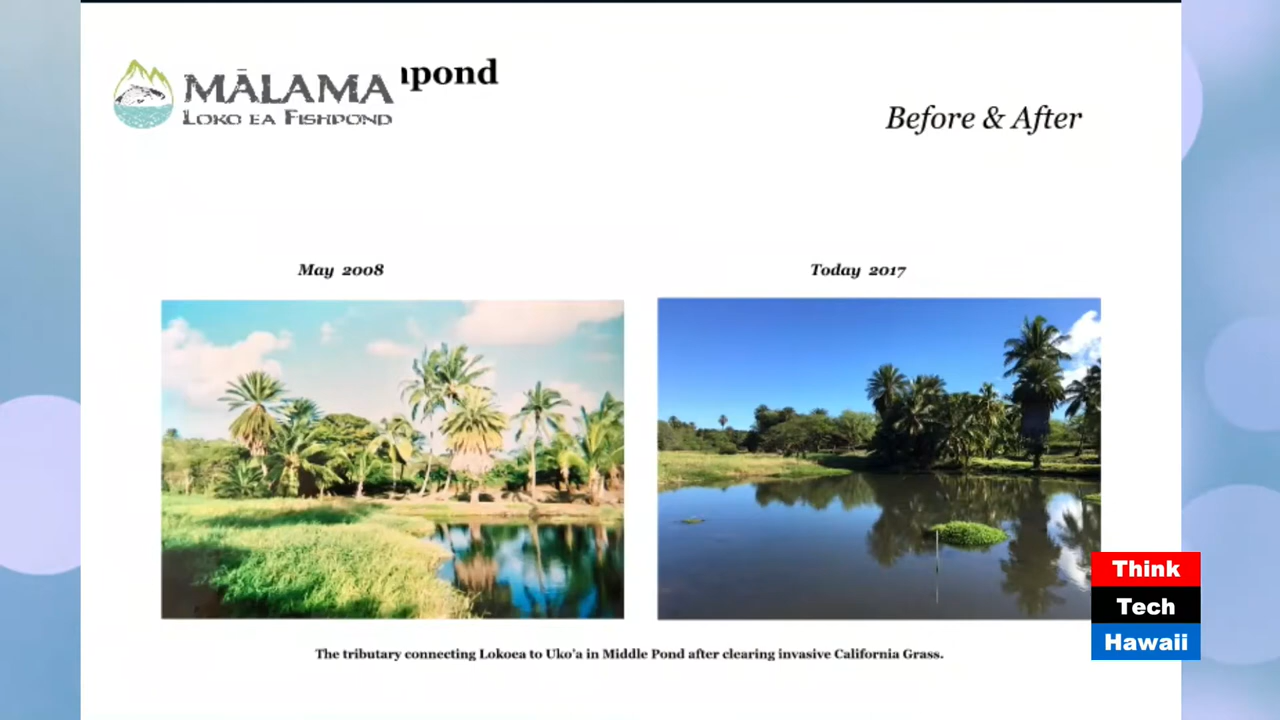 MĀLAMA
LOKO EA FISHPOND
Before & After
May 2008
Today 2017
The tributary connecting Lokoea to Uko'a in Middle Pond after clearing invasive California Grass.
Think
Tech
Hawaii